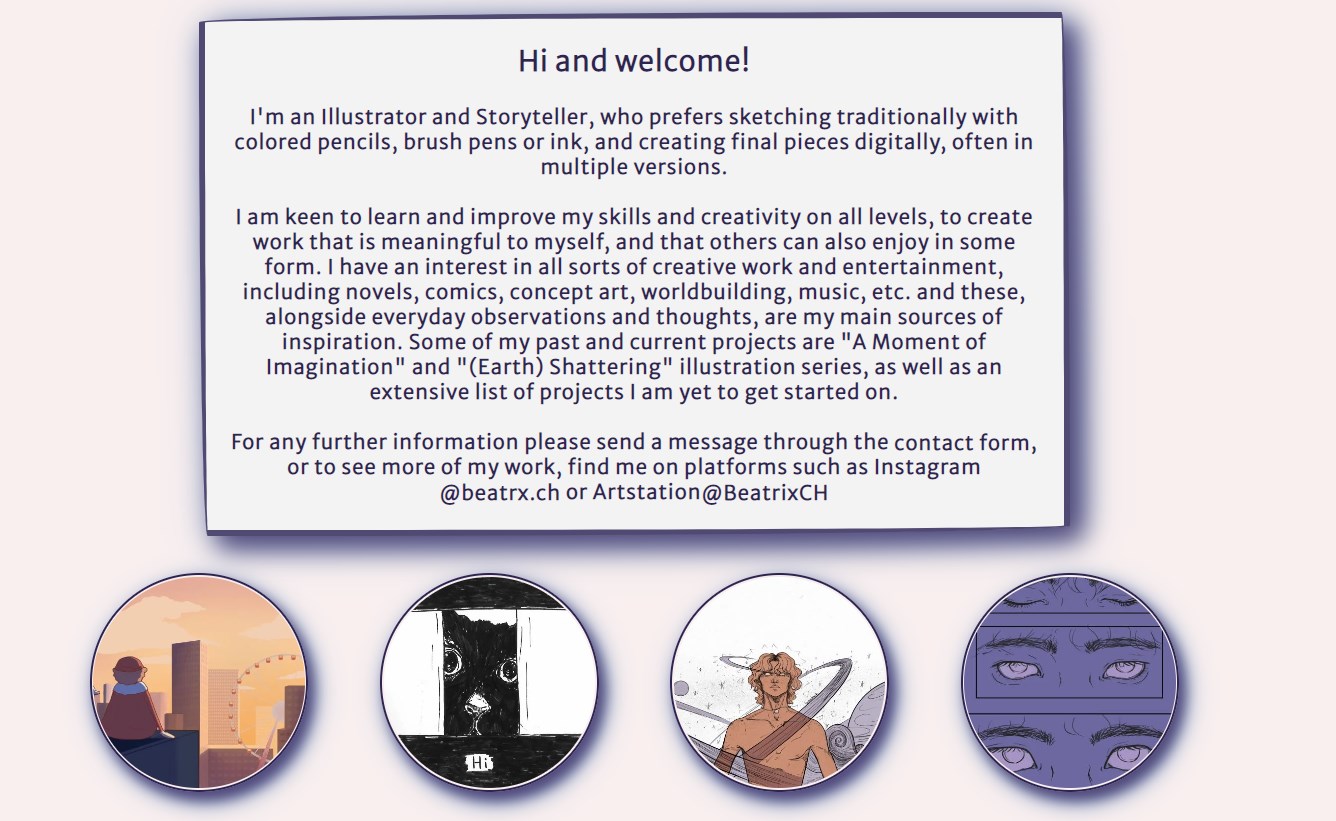 Hi and welcome!
I'm an Illustrator and Storyteller, who prefers sketching traditionally with
colored pencils, brush pens or ink, and creating final pieces digitally, often in
multiple versions.
I am keen to learn and improve my skills and creativity on all levels, to create
work that is meaningful to myself, and that others can also enjoy in some
form. I have an interest in all sorts of creative work and entertainment,
including novels, comics, concept art, worldbuilding, music, etc. and these,
alongside everyday observations and thoughts, are my main sources of
inspiration. Some of my past and current projects are "A Moment of
Imagination" and "(Earth) Shattering" illustration series, as well as an
extensive list of projects I am yet to get started on.
For any further information please send a message through the contact form,
or to see more of my work, find me on platforms such as Instagram
@beatrx.ch or Artstation@BeatrixCH
Hi